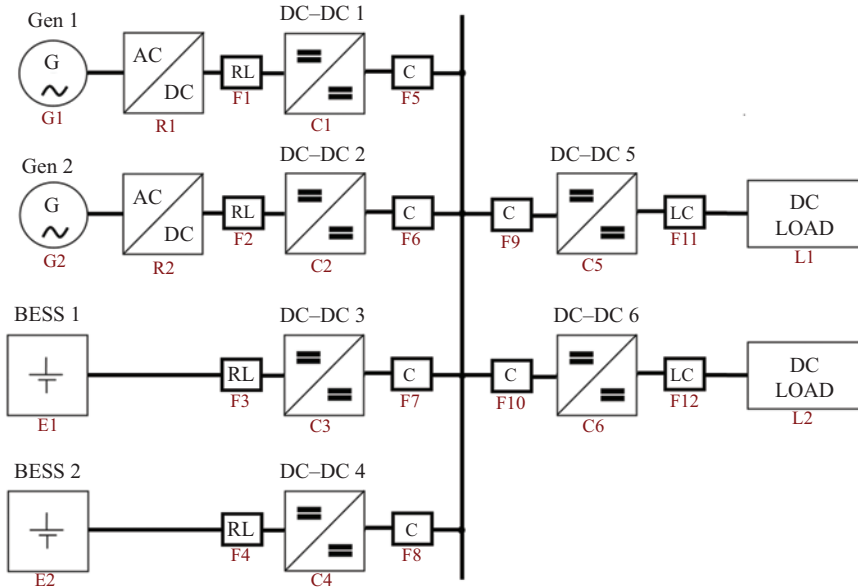 Gen 1
DC–DC 1
G
AC
DC
RL
C
G1
R1
F1
C1
F5
Gen 2
DC–DC 2
DC–DC 5
G
AC
DC
RL
C
C
LC
DC
LOAD
G2
R2
F2
C2
F6
F9
C5
F11
L1
BESS 1
DC–DC 3
DC–DC 6
RL
C
C
LC
DC
LOAD
E1
F3
C3
F7
F10
C6
F12
L2
BESS 2
DC–DC 4
RL
C
E2
F4
C4
F8